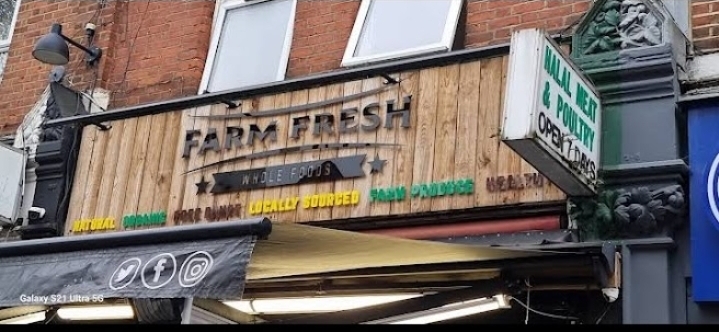 FARM FRESH
WHOLE FOODS
NATURAL ORGANIC FREE RANGE LOCALLY SOURCED FARM PRODUCE HEALTHY
HALAL MEAT
& POULTRY
OPEN 7 DAYS
Galaxy S21 Ultra 5G